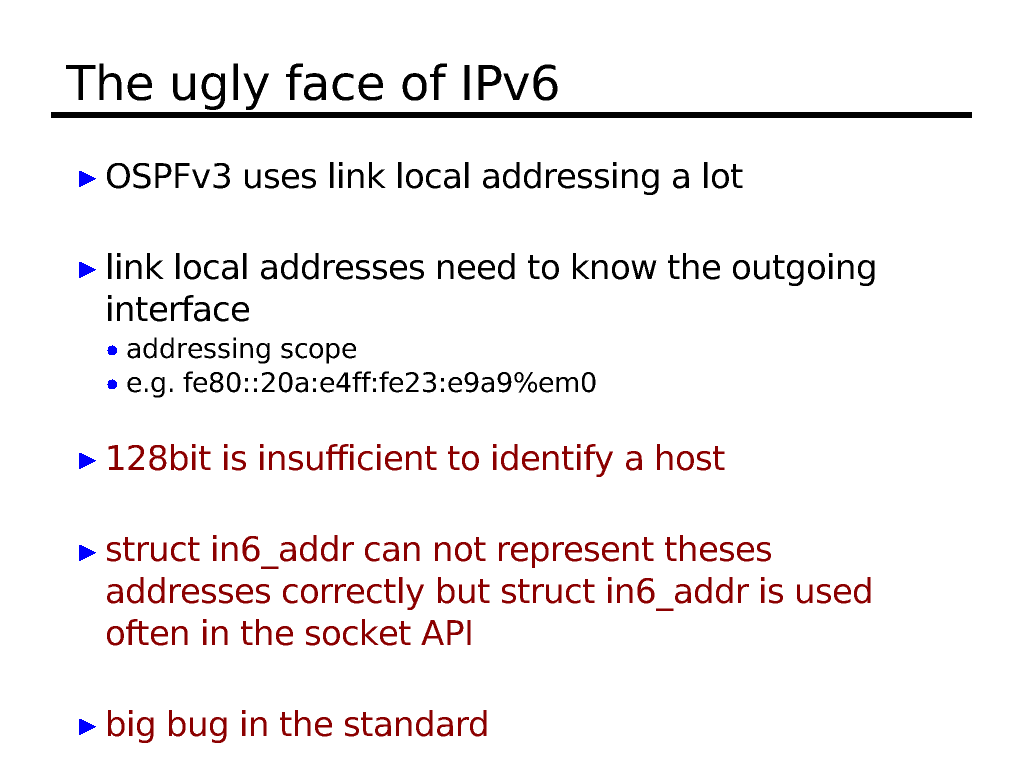 The ugly face of IPv6
OSPFv3 uses link local addressing a lot
link local addresses need to know the outgoing
interface
addressing scope
e.g. fe80::20a:e4ff:fe23:e9a9%em0
128bit is insufficient to identify a host
struct in6_addr can not represent theses
addresses correctly but struct in6_addr is used
often in the socket API
big bug in the standard